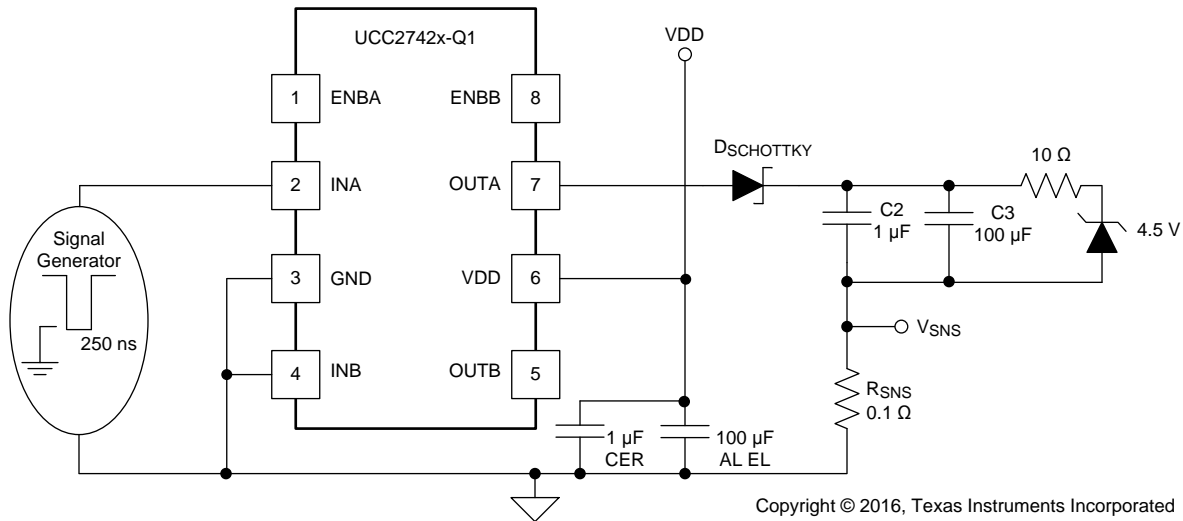 UCC2742x-Q1
VDD
1 ENBA ENBB 8
DSCHOTTKY
10 Ω
2 INA OUTA 7
C2
1 µF
C3
100 µF
4.5 V
Signal
Generator
3 GND VDD 6
250 ns
VSNS
4 INB OUTB 5
RSNS
0.1 Ω
1 µF
CER
100 µF
AL EL
Copyright © 2016, Texas Instruments Incorporated